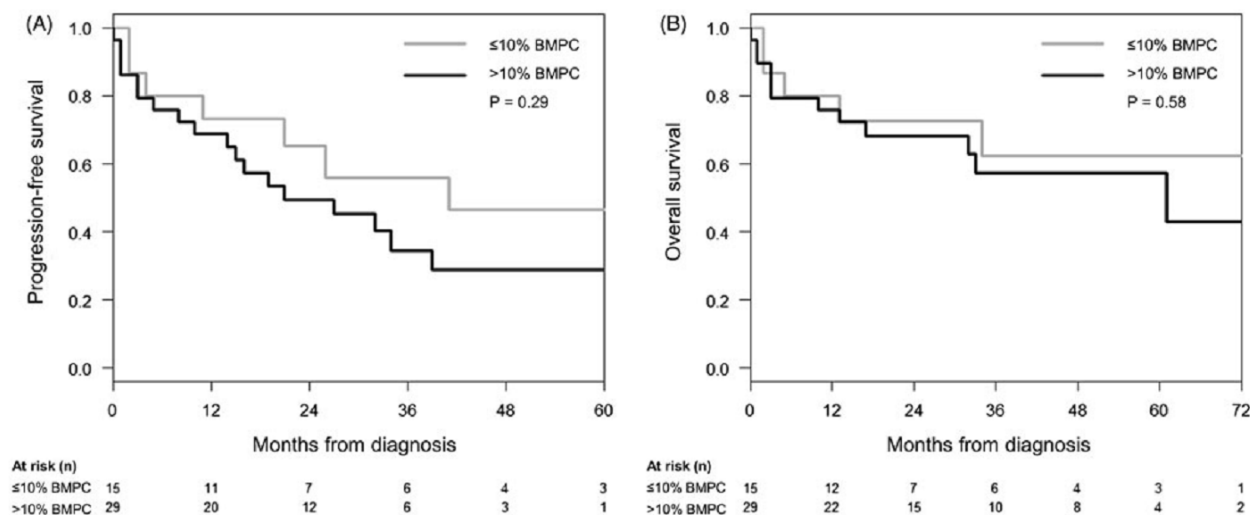 (A)
1.0
0.8
0.6
0.4
0.2
0.0
Progression-free survival
≤10% BMPC
>10% BMPC
P = 0.29
0 12 24 36 48 60
Months from diagnosis
At risk (n)
≤10% BMPC 15 11 7 6 4 3
>10% BMPC 29 20 12 6 3 1
(B)
1.0
0.8
0.6
0.4
0.2
0.0
Overall survival
≤10% BMPC
>10% BMPC
P = 0.58
0 12 24 36 48 60 72
Months from diagnosis
At risk (n)
≤10% BMPC 15 12 7 6 4 3 1
>10% BMPC 29 22 15 10 8 4 2